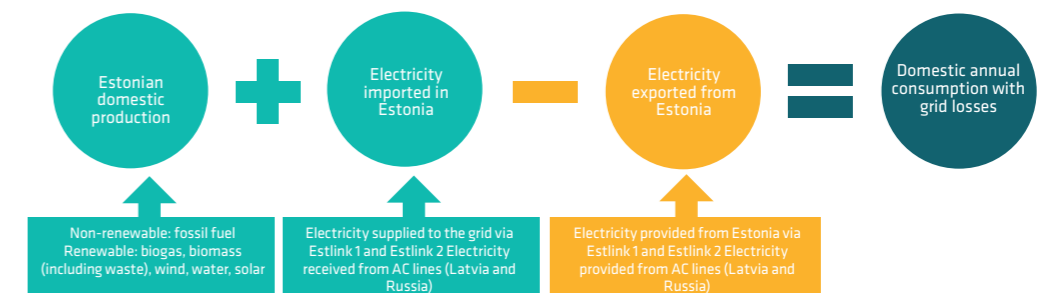 Estonian
domestic
production
Electricity
imported in
Estonia
Electricity
exported from
Estonia
Domestic annual
consumption with
grid losses
Non-renewable: fossil fuel
Renewable: biogas, biomass
(including waste), wind, water, solar
Electricity supplied to the grid via
Estlink 1 and Estlink 2 Electricity
received from AC lines (Latvia and
Russia)
Electricity provided from Estonia via
Estlink 1 and Estlink 2 Electricity
provided from AC lines (Latvia and
Russia)